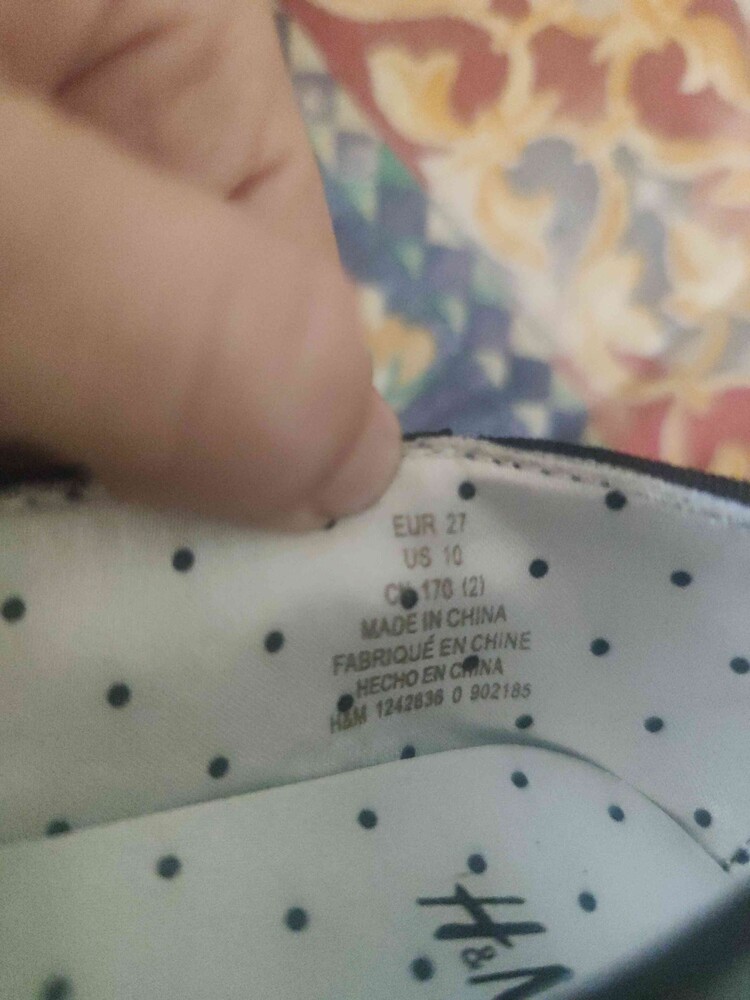 EUR 27
US 10
CN 170 (2)
MADE IN CHINA
FABRIQUÉ EN CHINE
HECHO EN CHINA
H&M 1242836 0 902185
H&M